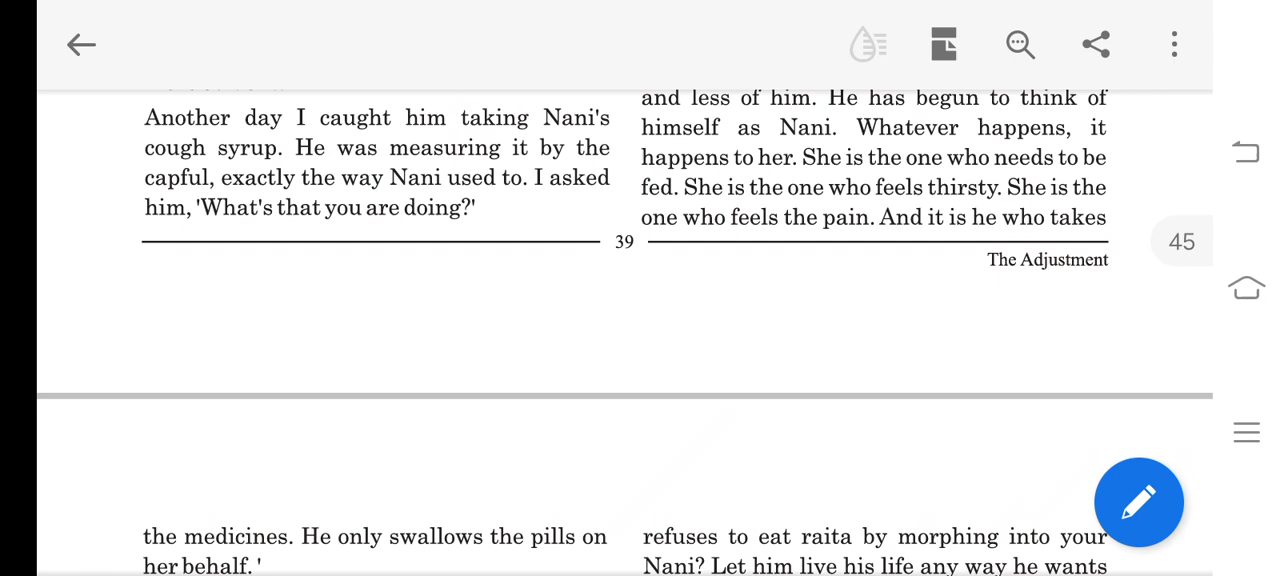 Another day I caught him taking Nani's
cough syrup. He was measuring it by the
capful, exactly the way Nani used to. I asked
him, 'What's that you are doing?'
and less of him. He has begun to think of
himself as Nani. Whatever happens, it
happens to her. She is the one who needs to be
fed. She is the one who feels thirsty. She is the
one who feels the pain. And it is he who takes
39
The Adjustment
45
the medicines. He only swallows the pills on
her behalf.'
refuses to eat raita by morphing into your
Nani? Let him live his life any way he wants